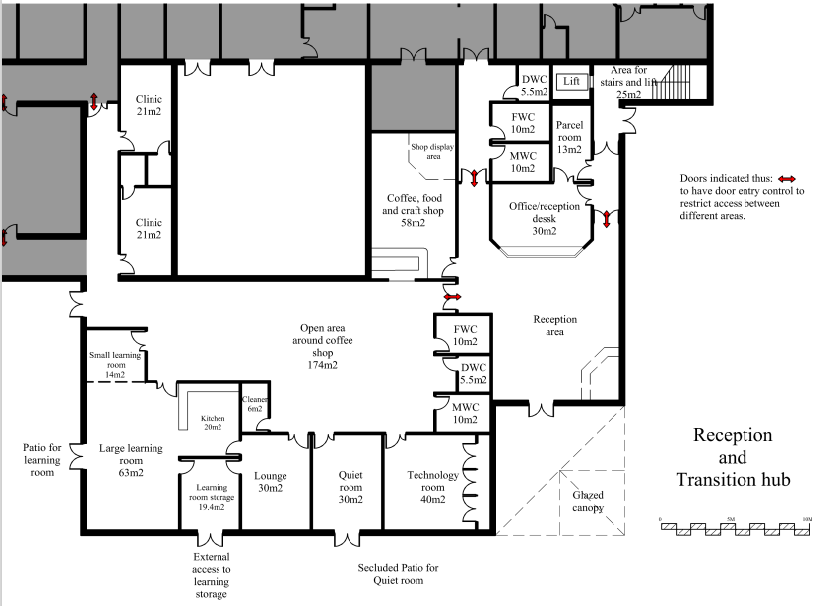 DWC
5.5m2
Lift
Area for
stairs and lift
25m2
Clinic
21m2
FWC
10m2
Parcel
room
13m2
MWC
10m2
Shop display
area
Coffee, food
and craft shop
58m2
Office/reception
dessk
30m2
Doors indicated thus:
to have door entry control to
restrict access between
different areas.
Clinic
21m2
Open area
around coffee
shop
174m2
Reception
area
FWC
10m2
DWC
5.5m2
MWC
10m2
Small learning
room
14m2
Kitchen
20m2
Cleaner
6m2
Patio for
learning
room
Large learning
room
63m2
Learning
room storage
19.4m2
Lounge
30m2
Quiet
room
30m2
Technology
room
40m2
Glazed
canopy
Reception
and
Transition hub
0 5M 10M
External
access to
learning
storage
Secluded Patio for
Quiet room